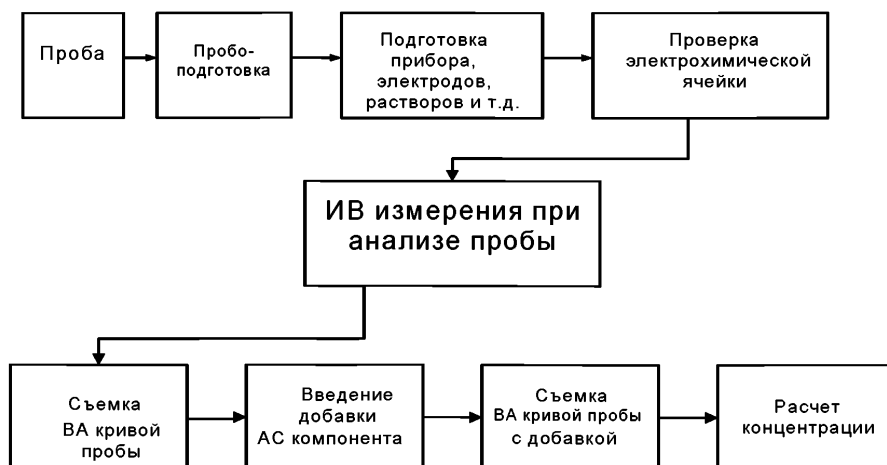 Проба
Пробо-
подготовка
Подготовка
прибора,
электродов,
растворов и т.д.
Проверка
электрохимической
ячейки
ИВ измерения при
анализе пробы
Съемка
ВА кривой
пробы
Введение
добавки
АС компонента
Съемка
ВА кривой пробы
с добавкой
Расчет
концентрации